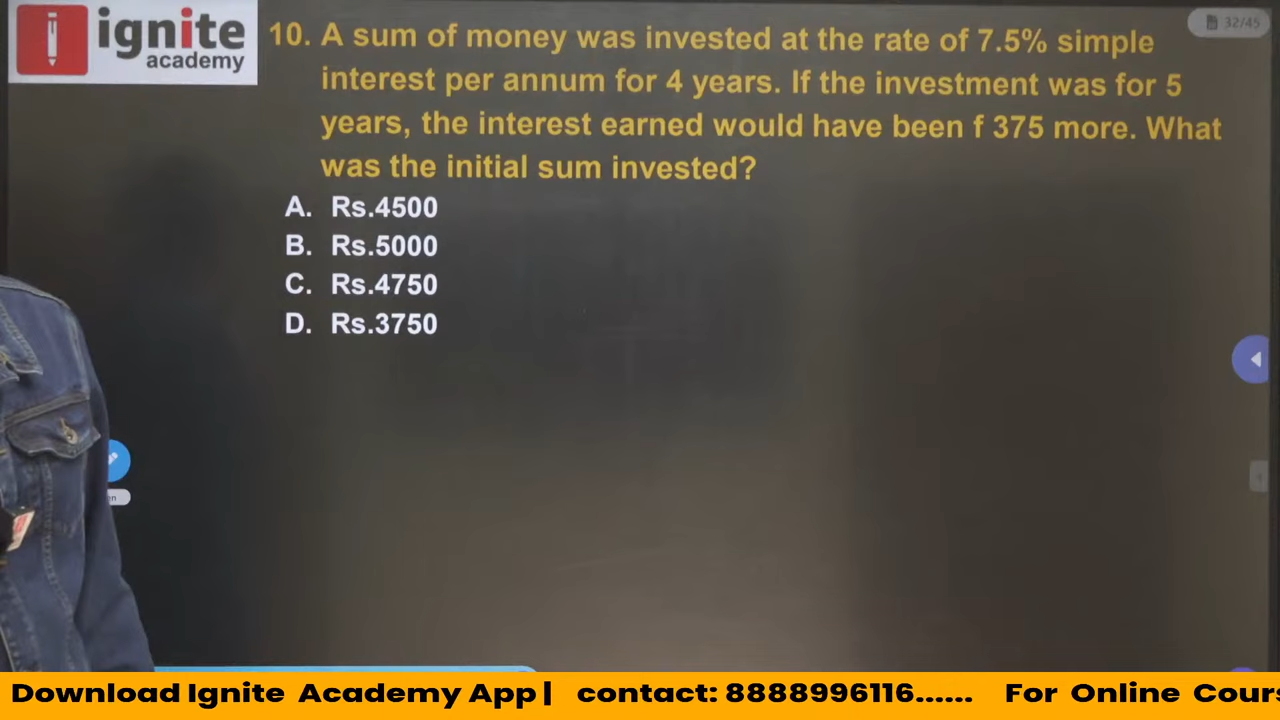 ignite
academy
32/45
10. A sum of money was invested at the rate of 7.5% simple
interest per annum for 4 years. If the investment was for 5
years, the interest earned would have been f 375 more. What
was the initial sum invested?
A. Rs.4500
B. Rs.5000
C. Rs.4750
D. Rs.3750
Download Ignite Academy App | contact: 8888996116...... For Online Cours